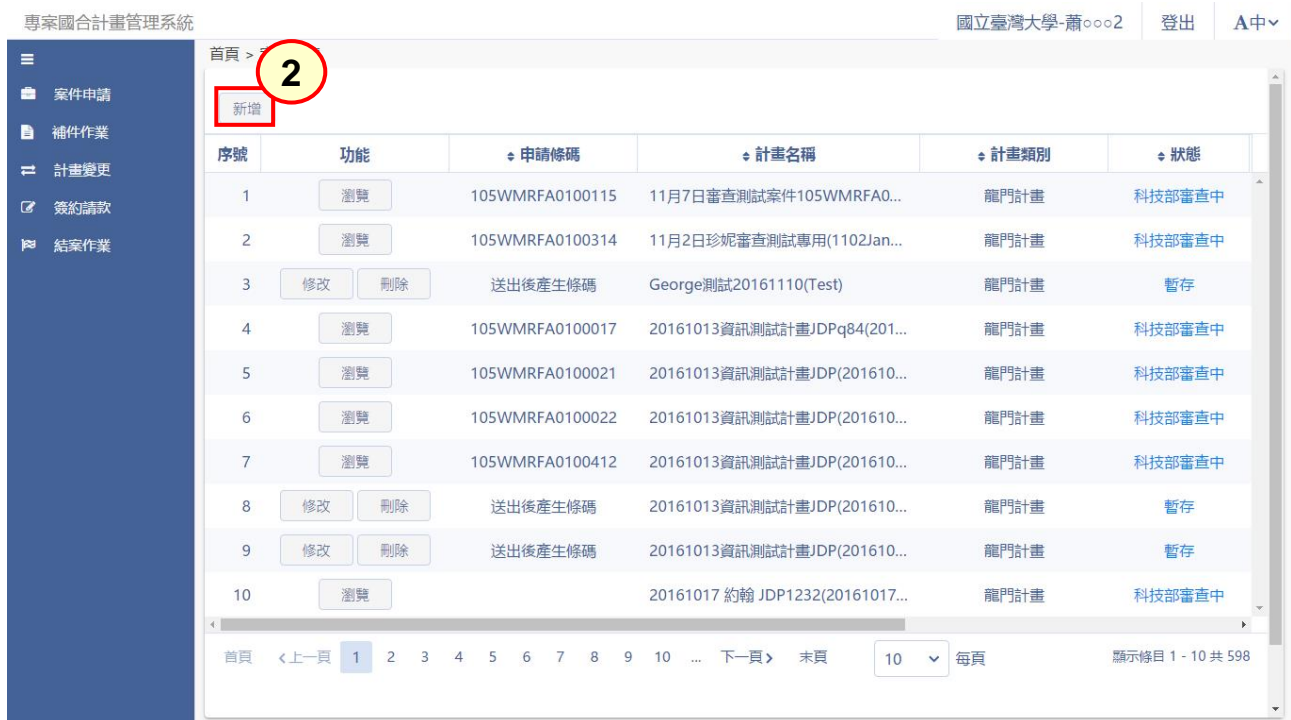 專案國合計畫管理系統 國立臺灣大學-蕭○○○2 登出 A中
首頁 >
2
案件申請
補件作業
計畫變更
簽約請款
結案作業
新增
序號 功能 申請條碼 計畫名稱 計畫類別 狀態
1 瀏覽 105WMRFA0100115 11月7日審查測試案件105WMRFA0... 龍門計畫 科技部審查中
2 瀏覽 105WMRFA0100314 11月2日珍妮審查測試專用(1102Jan... 龍門計畫 科技部審查中
3 修改 刪除 送出後產生條碼 George測試20161110(Test) 龍門計畫 暫存
4 瀏覽 105WMRFA0100017 20161013資訊測試計畫JDPq84(201... 龍門計畫 科技部審查中
5 瀏覽 105WMRFA0100021 20161013資訊測試計畫JDP(201610... 龍門計畫 科技部審查中
6 瀏覽 105WMRFA0100022 20161013資訊測試計畫JDP(201610... 龍門計畫 科技部審查中
7 瀏覽 105WMRFA0100412 20161013資訊測試計畫JDP(201610... 龍門計畫 科技部審查中
8 修改 刪除 送出後產生條碼 20161013資訊測試計畫JDP(201610... 龍門計畫 暫存
9 修改 刪除 送出後產生條碼 20161013資訊測試計畫JDP(201610... 龍門計畫 暫存
10 瀏覽 20161017 約翰 JDP1232(20161017... 龍門計畫 科技部審查中
首頁 上一頁 1 2 3 4 5 6 7 8 9 10 ... 下一頁 末頁 10 每頁 顯示條目 1 - 10 共 598